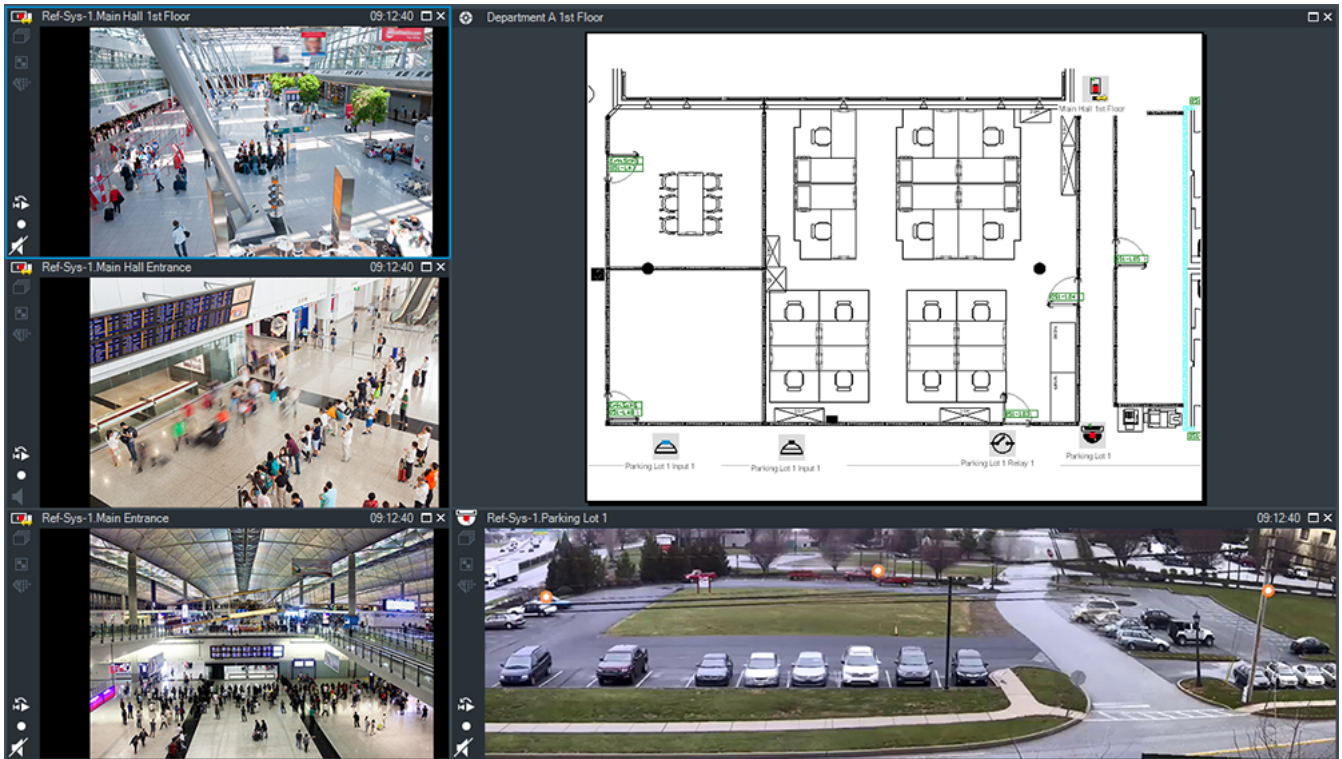 Ref-Sys-1.Main Hall 1st Floor
09:12:40
Department A 1st Floor
Main Hall 1st Floor
Parking Lot 1 Input 1
Parking Lot 1 Input 1
Parking Lot 1 Relay 1
Parking Lot 1
Ref-Sys-1.Main Hall Entrance
09:12:40
Ref-Sys-1.Main Entrance
09:12:40
Ref-Sys-1.Parking Lot 1
09:12:40